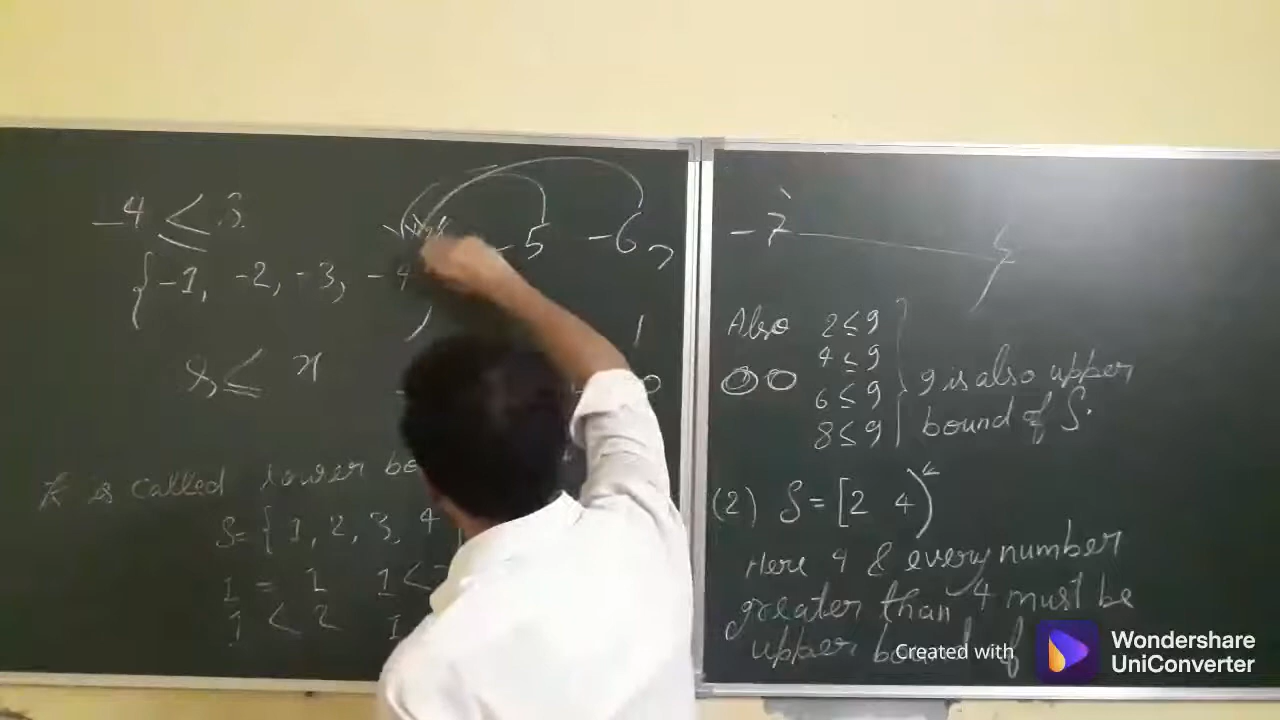 -4 ≤ 3
-5 -6, -7
{-1, -2, -3, -4
≤ x
K is called lower bo
S={ 1, 2, 3, 4
1 = 1 1 <
1 < 2
Also 2≤9
4≤9
6≤9
8≤9
9 is also upper
bound of S.
(2) S = [2 4)
Here 4 & every number
greater than 4 must be
upper bound of
Created with Wondershare
UniConverter